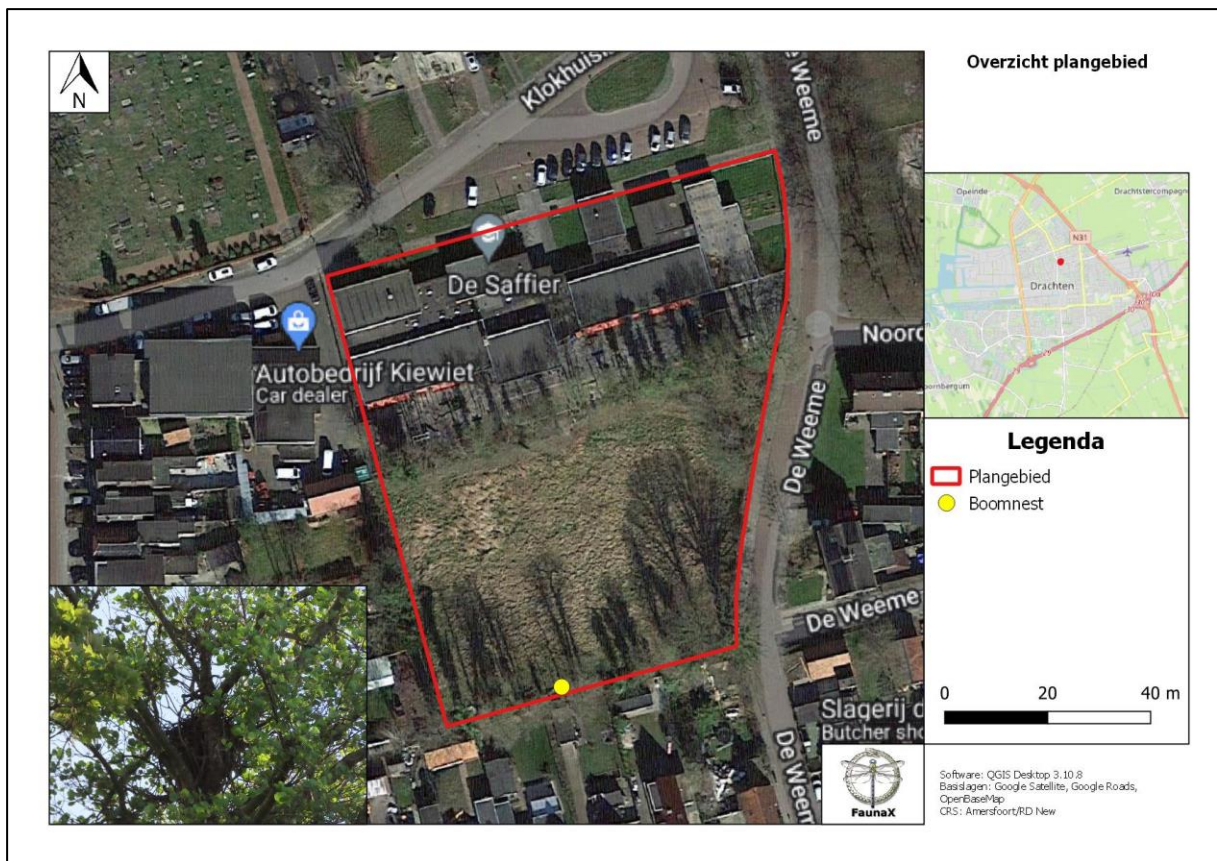 Overzicht plangebied
N
Klokhuisl
De Weeme
De Saffier
Autobedrijf Kiewiet
Car dealer
Noord
De Weeme
De Weeme
Slagerij d
Butcher sho
De Weem
Opeinde
Drachtstercompagn
N31
Drachten
oornbergum
Legenda
Plangebied
Boomnest
0 20 40 m
FaunaX
Software: QGIS Desktop 3.10.8
Basislagen: Google Satellite, Google Roads,
OpenBaseMap
CRS: Amersfoort/RD New